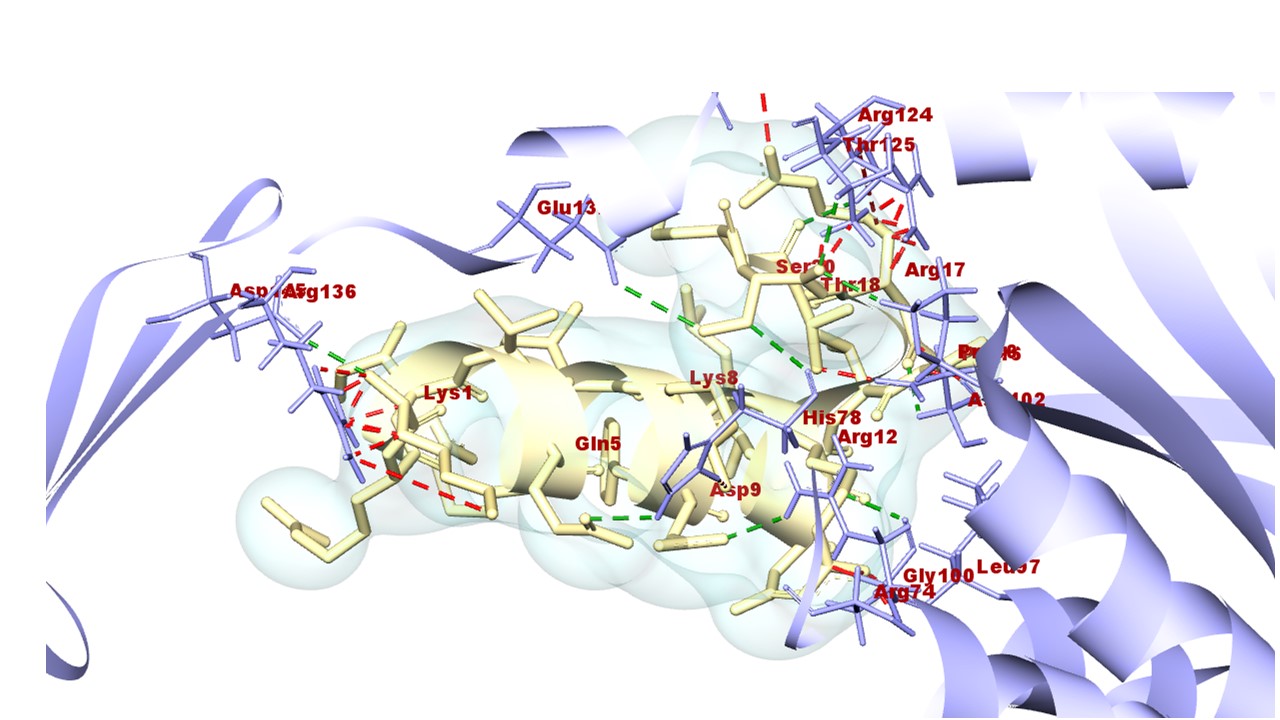 Arg124
Thr125
Glu13
Ser20
Arg17
Thr18
Arg136
Lys8
Lys1
His78
Arg12
Gln5
Asp9
Leu97
Gly100
Arg74